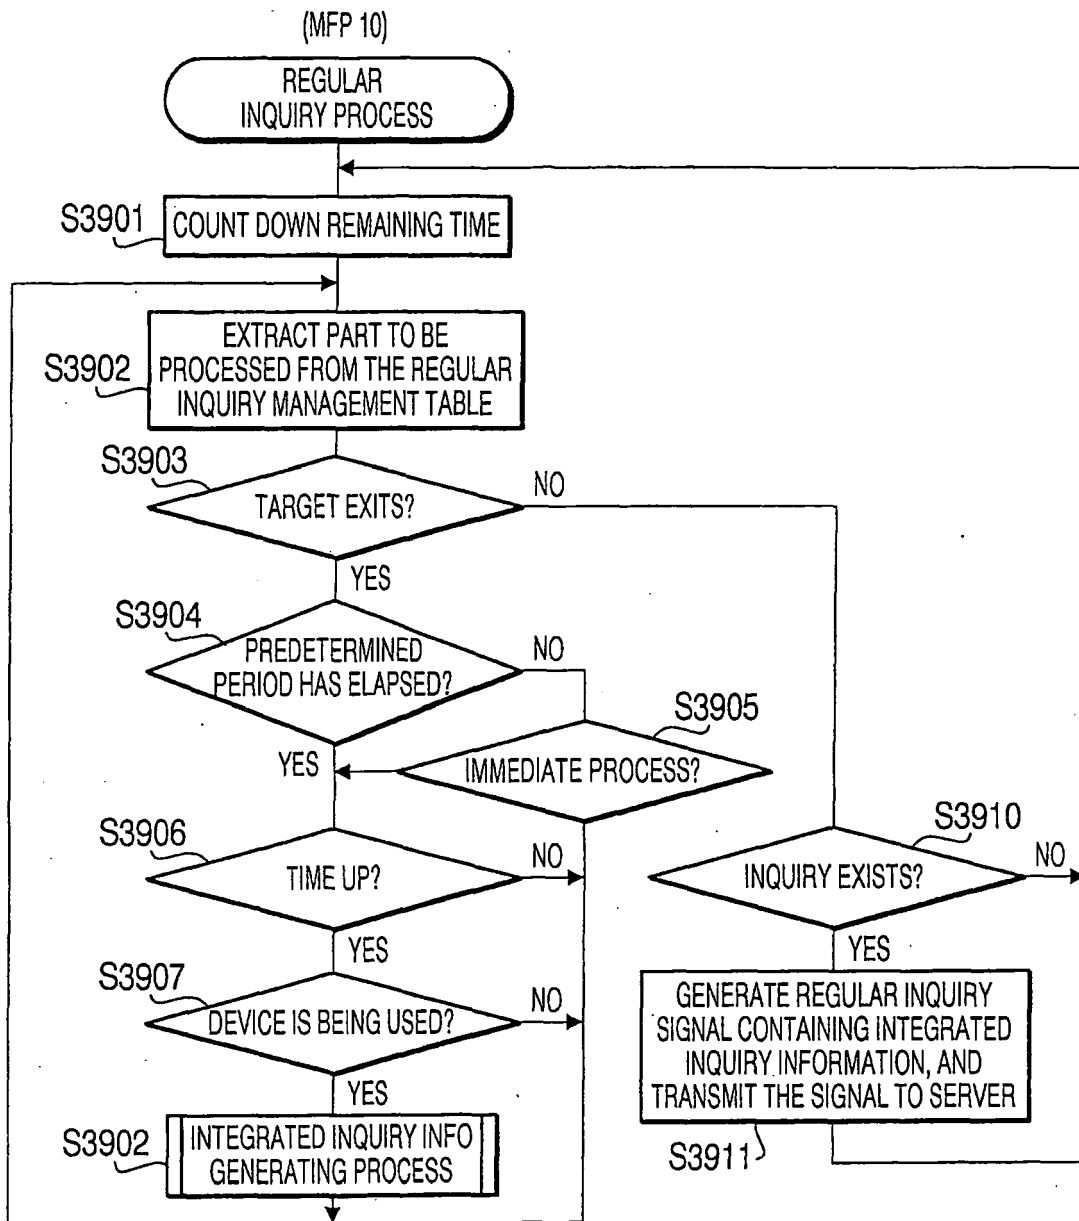 (MFP 10)
REGULAR
INQUIRY PROCESS
S3901
COUNT DOWN REMAINING TIME
S3902
EXTRACT PART TO BE
PROCESSED FROM THE REGULAR
INQUIRY MANAGEMENT TABLE
S3903
TARGET EXITS?
NO
YES
S3904
PREDETERMINED
PERIOD HAS ELAPSED?
NO
YES
S3905
IMMEDIATE PROCESS?
S3906
TIME UP?
NO
YES
S3910
INQUIRY EXISTS?
NO
YES
S3907
DEVICE IS BEING USED?
NO
YES
GENERATE REGULAR INQUIRY
SIGNAL CONTAINING INTEGRATED
INQUIRY INFORMATION, AND
TRANSMIT THE SIGNAL TO SERVER
S3911
S3902
INTEGRATED INQUIRY INFO
GENERATING PROCESS